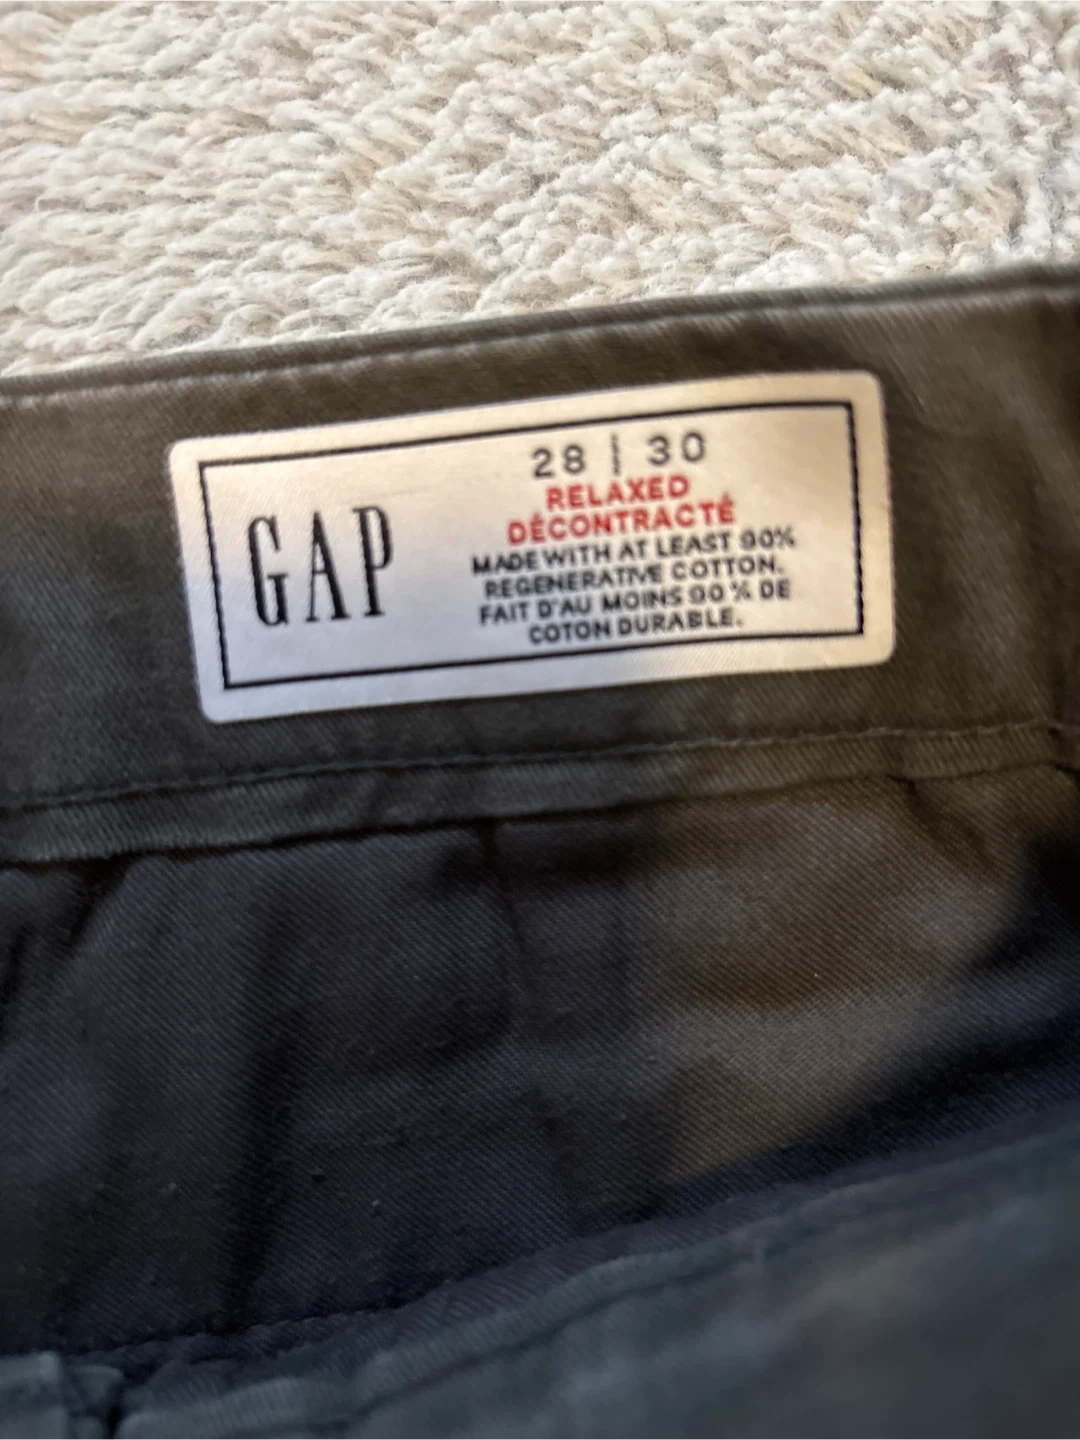 GAP
28 | 30
RELAXED
DÉCONTRACTÉ
MADE WITH AT LEAST 90%
REGENERATIVE COTTON.
FAIT D'AU MOINS 90 % DE
COTON DURABLE.